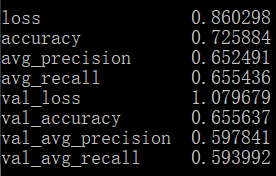 loss 0.860298
accuracy 0.725884
avg_precision 0.652491
avg_recall 0.655436
val_loss 1.079679
val_accuracy 0.655637
val_avg_precision 0.597841
val_avg_recall 0.593992